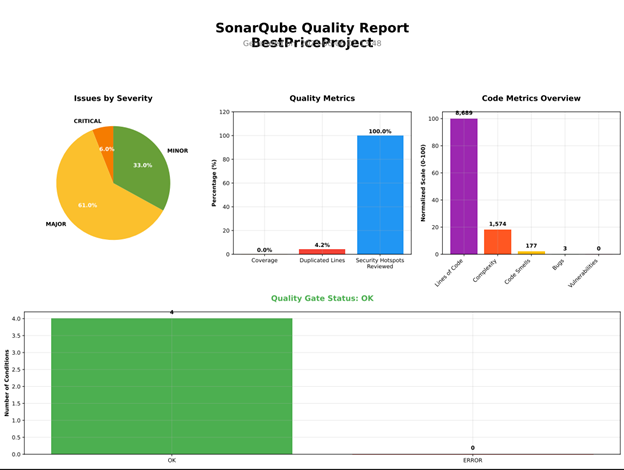 SonarQube Quality Report
BestPriceProject
Issues by Severity
CRITICAL
6.0%
MINOR
33.0%
61.0%
MAJOR
Quality Metrics
Percentage (%)
120
100
80
60
40
20
0
0.0%
4.2%
100.0%
Coverage
Duplicated Lines
Security Hotspots
Reviewed
Code Metrics Overview
Normalized Scale (0-100)
100
80
60
40
20
0
8,689
1,574
177
3
0
Lines of Code
Complexity
Code Smells
Bugs
Vulnerabilities
Quality Gate Status: OK
Number of Conditions
4.0
3.5
3.0
2.5
2.0
1.5
1.0
0.5
0.0
4
0
OK
ERROR